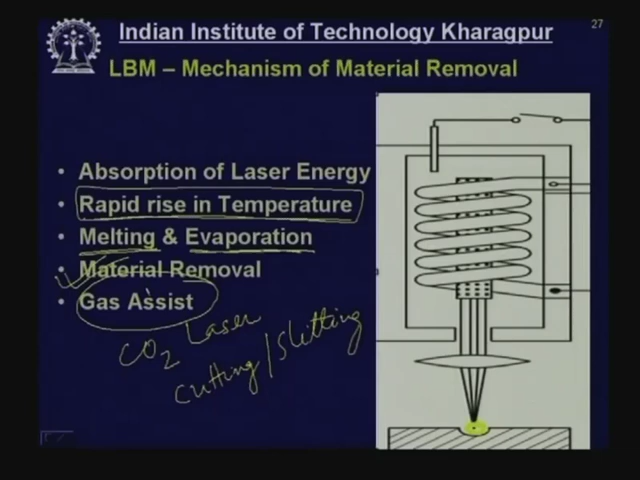 Indian Institute of Technology Kharagpur
27
LBM – Mechanism of Material Removal
• Absorption of Laser Energy
• Rapid rise in Temperature
• Melting & Evaporation
• Material Removal
• Gas Assist
CO2 Laser
Cutting/Slitting